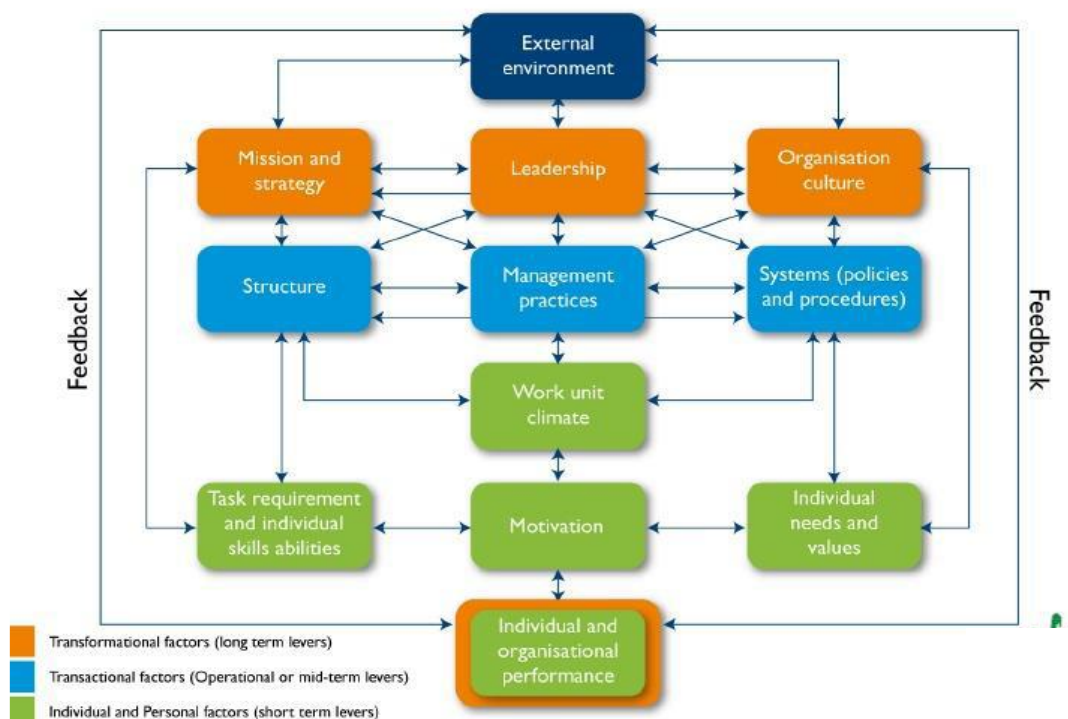 External
environment
Mission and
strategy
Leadership
Organisation
culture
Structure
Management
practices
Systems (policies
and procedures)
Feedback
Feedback
Work unit
climate
Task requirement
and individual
skills abilities
Motivation
Individual
needs and
values
Individual and
organisational
performance
Transformational factors (long term levers)
Transactional factors (Operational or mid-term levers)
Individual and Personal factors (short term levers)